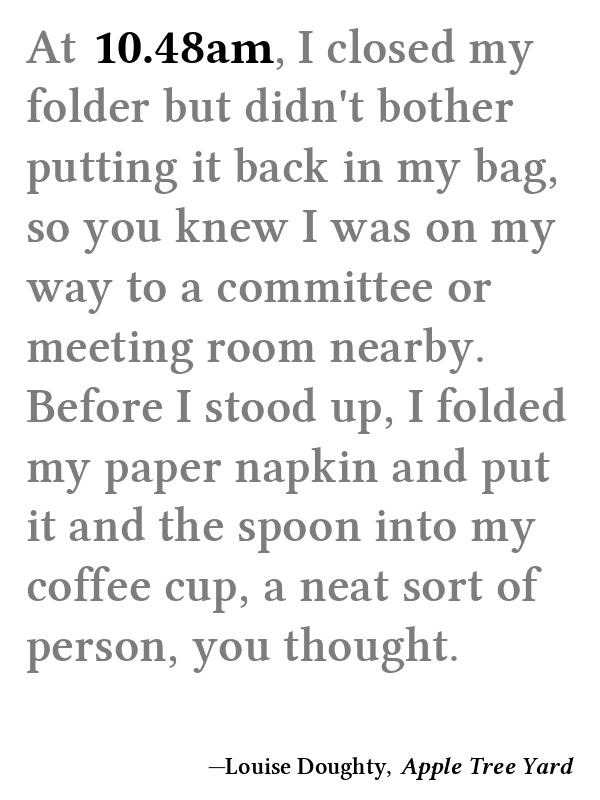 At 10.48am, I closed my
folder but didn't bother
putting it back in my bag,
so you knew I was on my
way to a committee or
meeting room nearby.
Before I stood up, I folded
my paper napkin and put
it and the spoon into my
coffee cup, a neat sort of
person, you thought.
—Louise Doughty, Apple Tree Yard